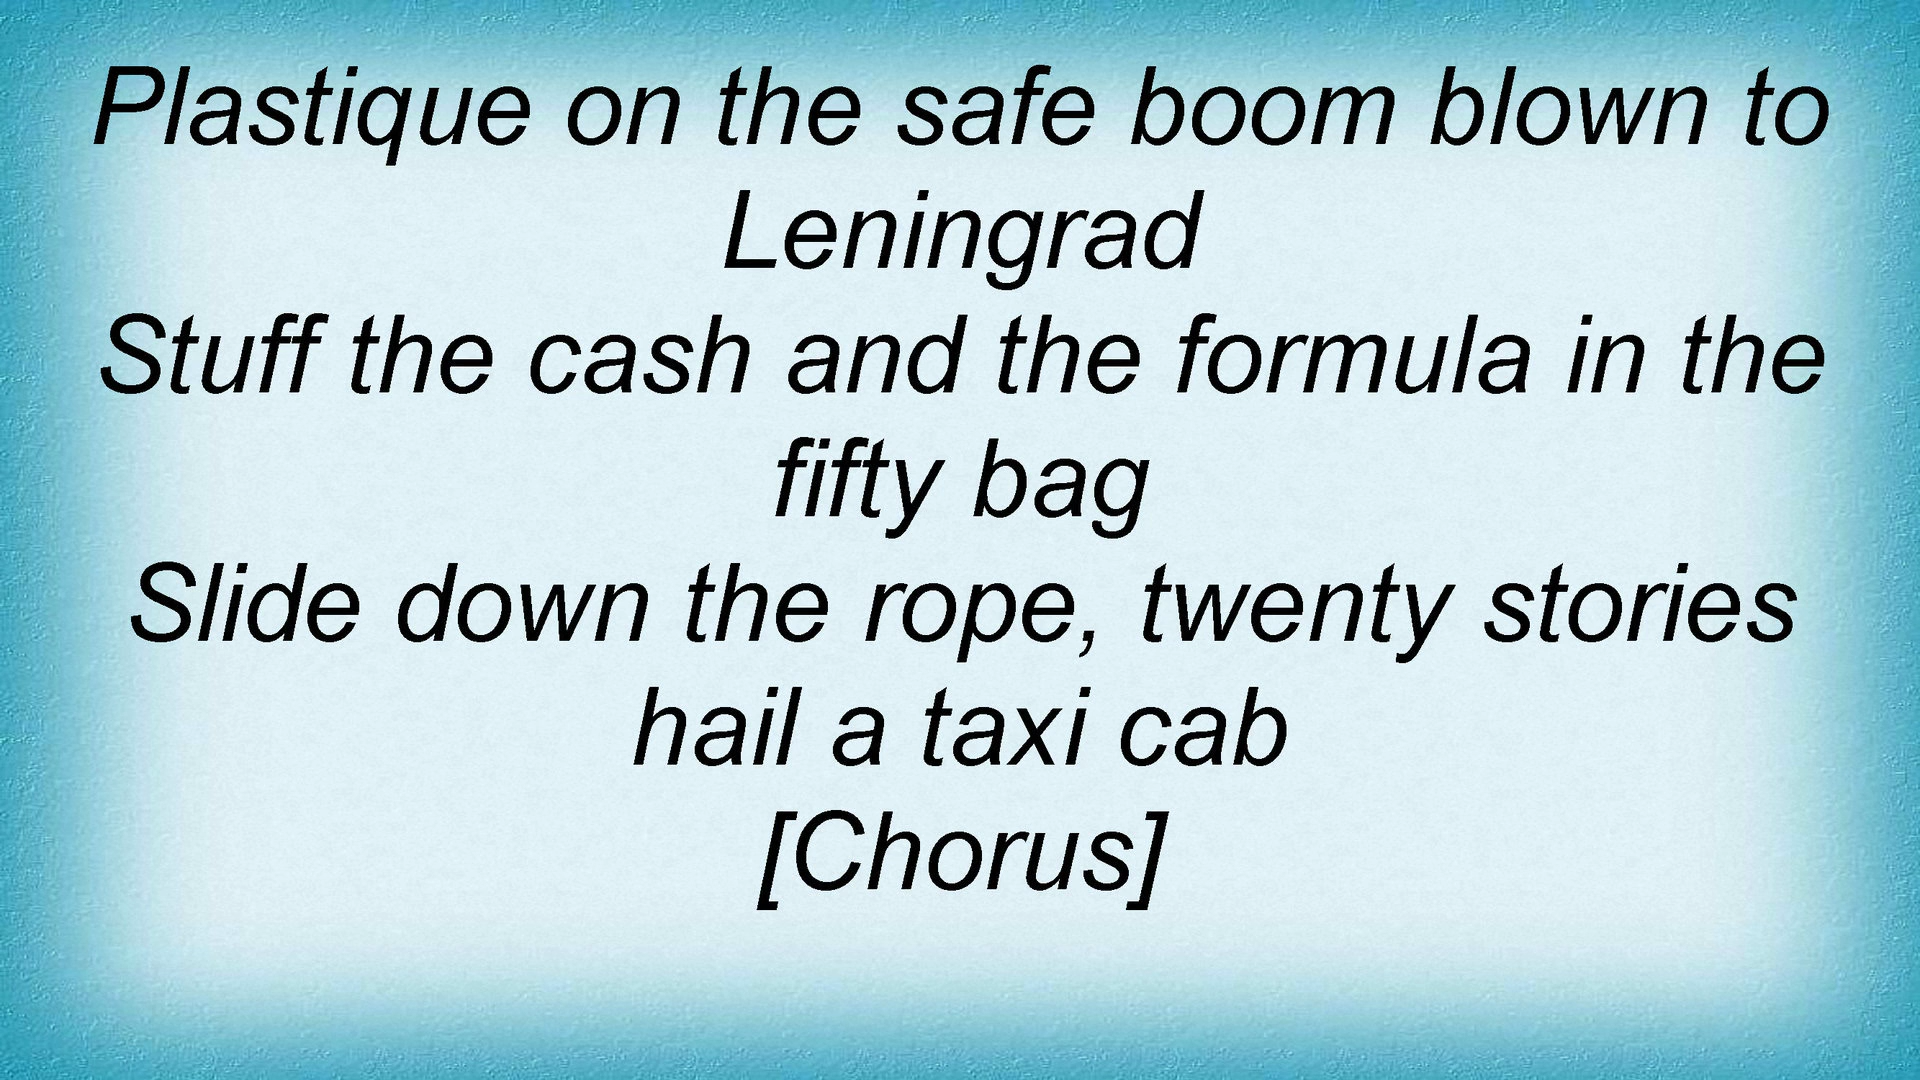 Plastique on the safe boom blown to
Leningrad
Stuff the cash and the formula in the
fifty bag
Slide down the rope, twenty stories
hail a taxi cab
[Chorus]